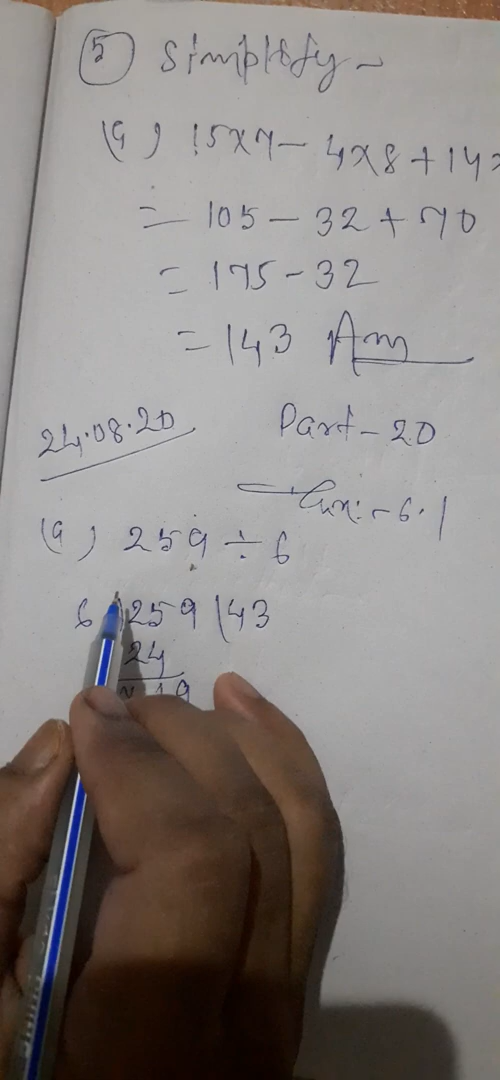 5 Simplify -
(a) 15×7 - 4×8 + 14×
= 105 - 32 + 70
= 175 - 32
= 143 Ans
24.08.20 Part - 20
Ex: - 6.1
(a) 259 ÷ 6
6)259(43
24
19